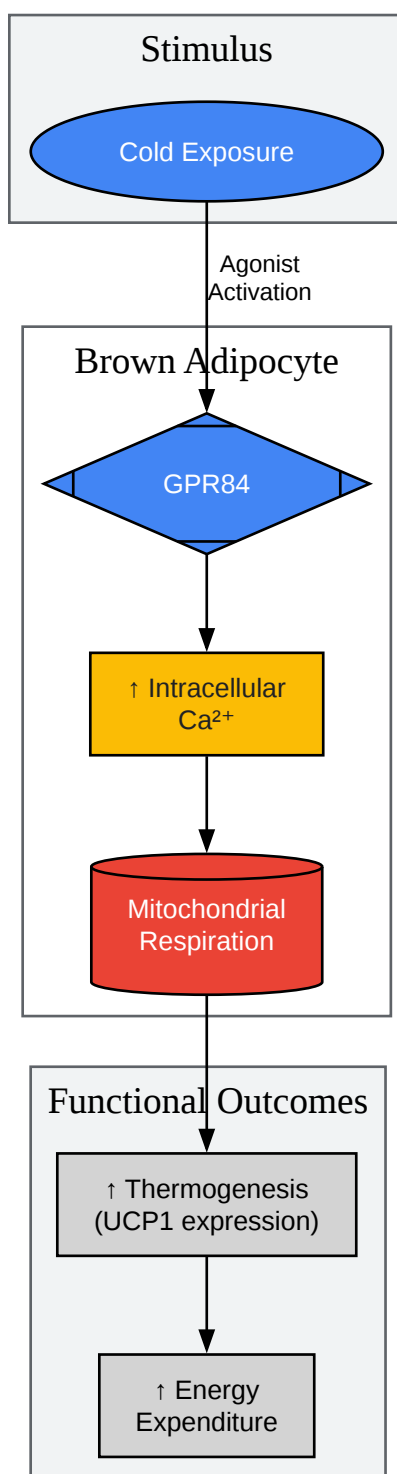 Stimulus
Cold Exposure
Agonist
Activation
Brown Adipocyte
GPR84
↑ Intracellular
Ca²⁺
Mitochondrial
Respiration
Functional Outcomes
↑ Thermogenesis
(UCP1 expression)
↑ Energy
Expenditure